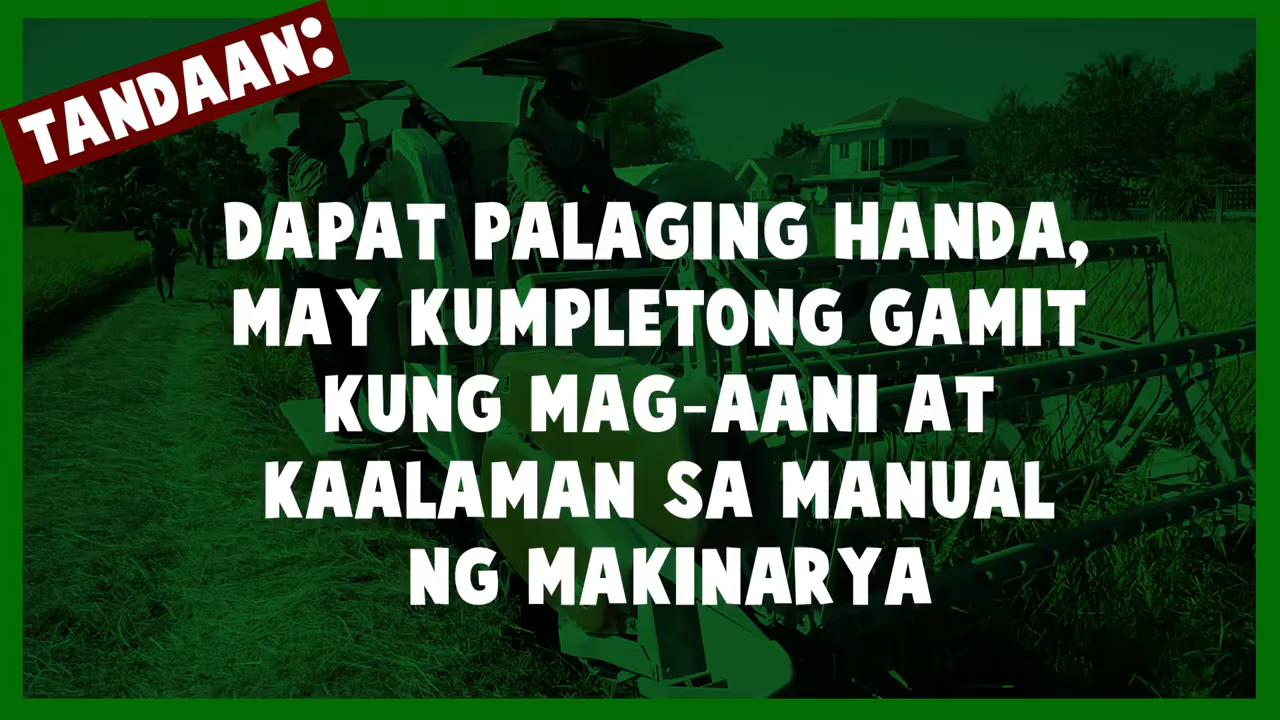 TANDAAN:
DAPAT PALAGING HANDA,
MAY KUMPLETONG GAMIT
KUNG MAG-AANI AT
KAALAMAN SA MANUAL
NG MAKINARYA